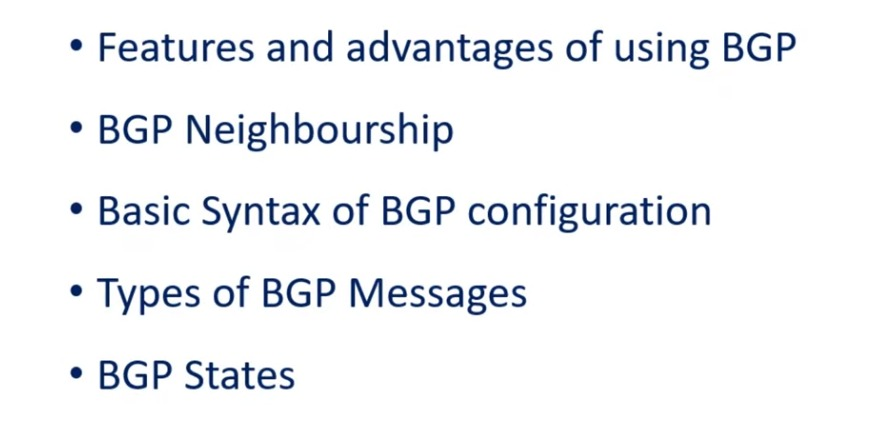 • Features and advantages of using BGP
• BGP Neighbourship
• Basic Syntax of BGP configuration
• Types of BGP Messages
• BGP States